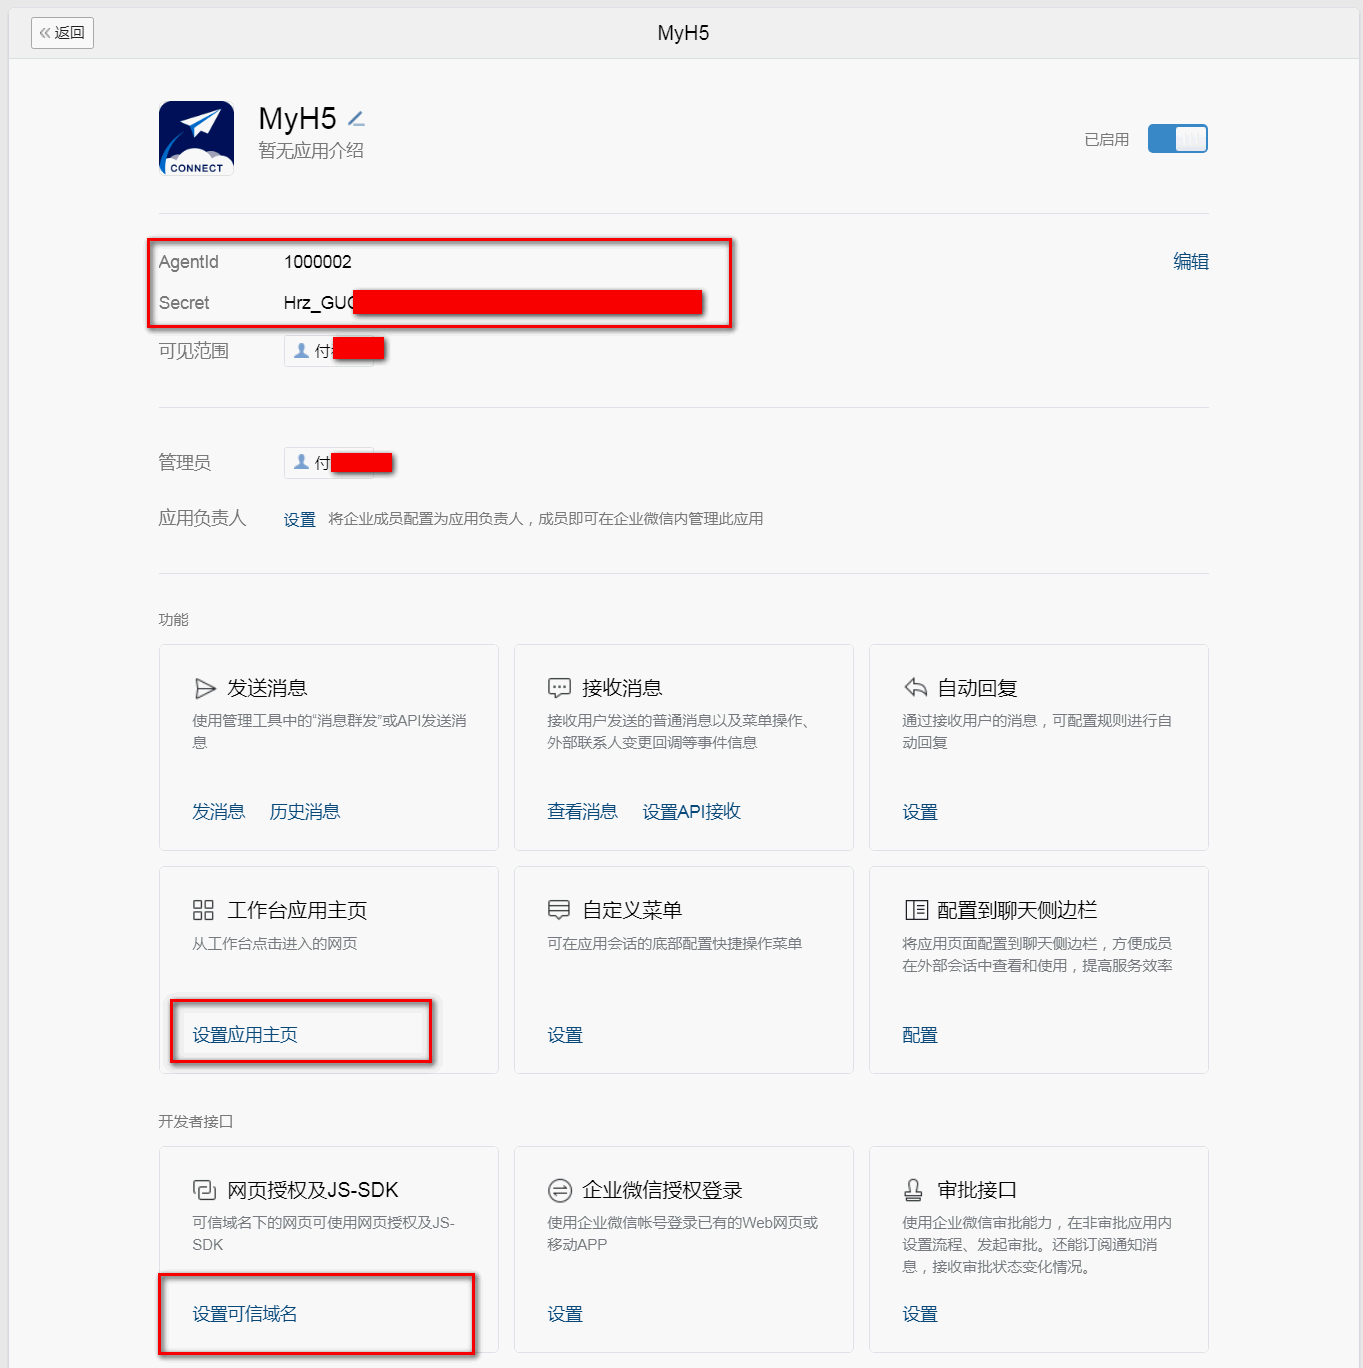 返回
MyH5
CONNECT
MyH5
暂无应用介绍
已启用
AgentId 1000002
编辑
Secret Hrz_GU
可见范围 付
管理员 付
应用负责人 设置 将企业成员配置为应用负责人，成员即可在企业微信内管理此应用
功能
发送消息
使用管理工具中的“消息群发”或API发送消
息
发消息 历史消息
接收消息
接收用户发送的普通消息以及菜单操作、
外部联系人变更回调等事件信息
查看消息 设置API接收
自动回复
通过接收用户的消息，可配置规则进行自
动回复
设置
工作台应用主页
从工作台点击进入的网页
设置应用主页
自定义菜单
可在应用会话的底部配置快捷操作菜单
设置
配置到聊天侧边栏
将应用页面配置到聊天侧边栏，方便成员
在外部会话中查看和使用，提高服务效率
配置
开发者接口
网页授权及JS-SDK
可信域名下的网页可使用网页授权及JS-
SDK
设置可信域名
企业微信授权登录
使用企业微信帐号登录已有的Web网页或
移动APP
设置
审批接口
使用企业微信审批能力，在非审批应用内
设置流程、发起审批。还能订阅通知消
息，接收审批状态变化情况。
设置